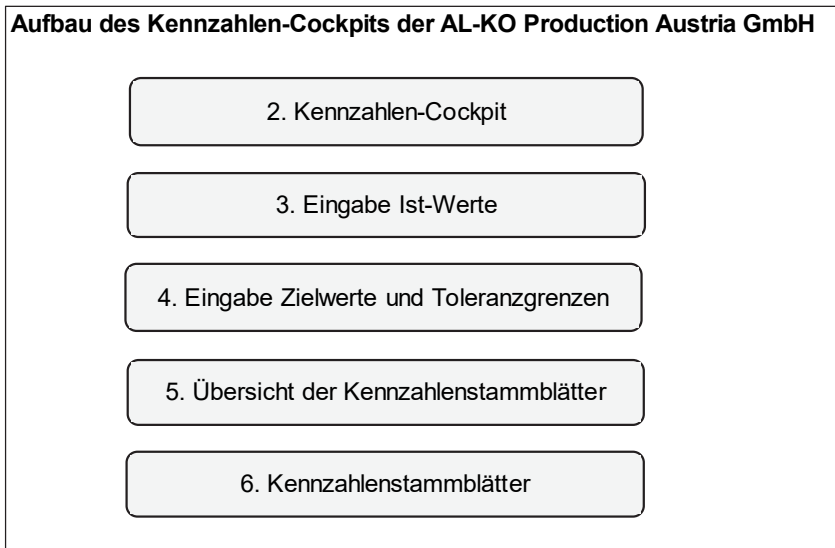 Aufbau des Kennzahlen-Cockpits der AL-KO Production Austria GmbH
2. Kennzahlen-Cockpit
3. Eingabe Ist-Werte
4. Eingabe Zielwerte und Toleranzgrenzen
5. Übersicht der Kennzahlenstammblätter
6. Kennzahlenstammblätter